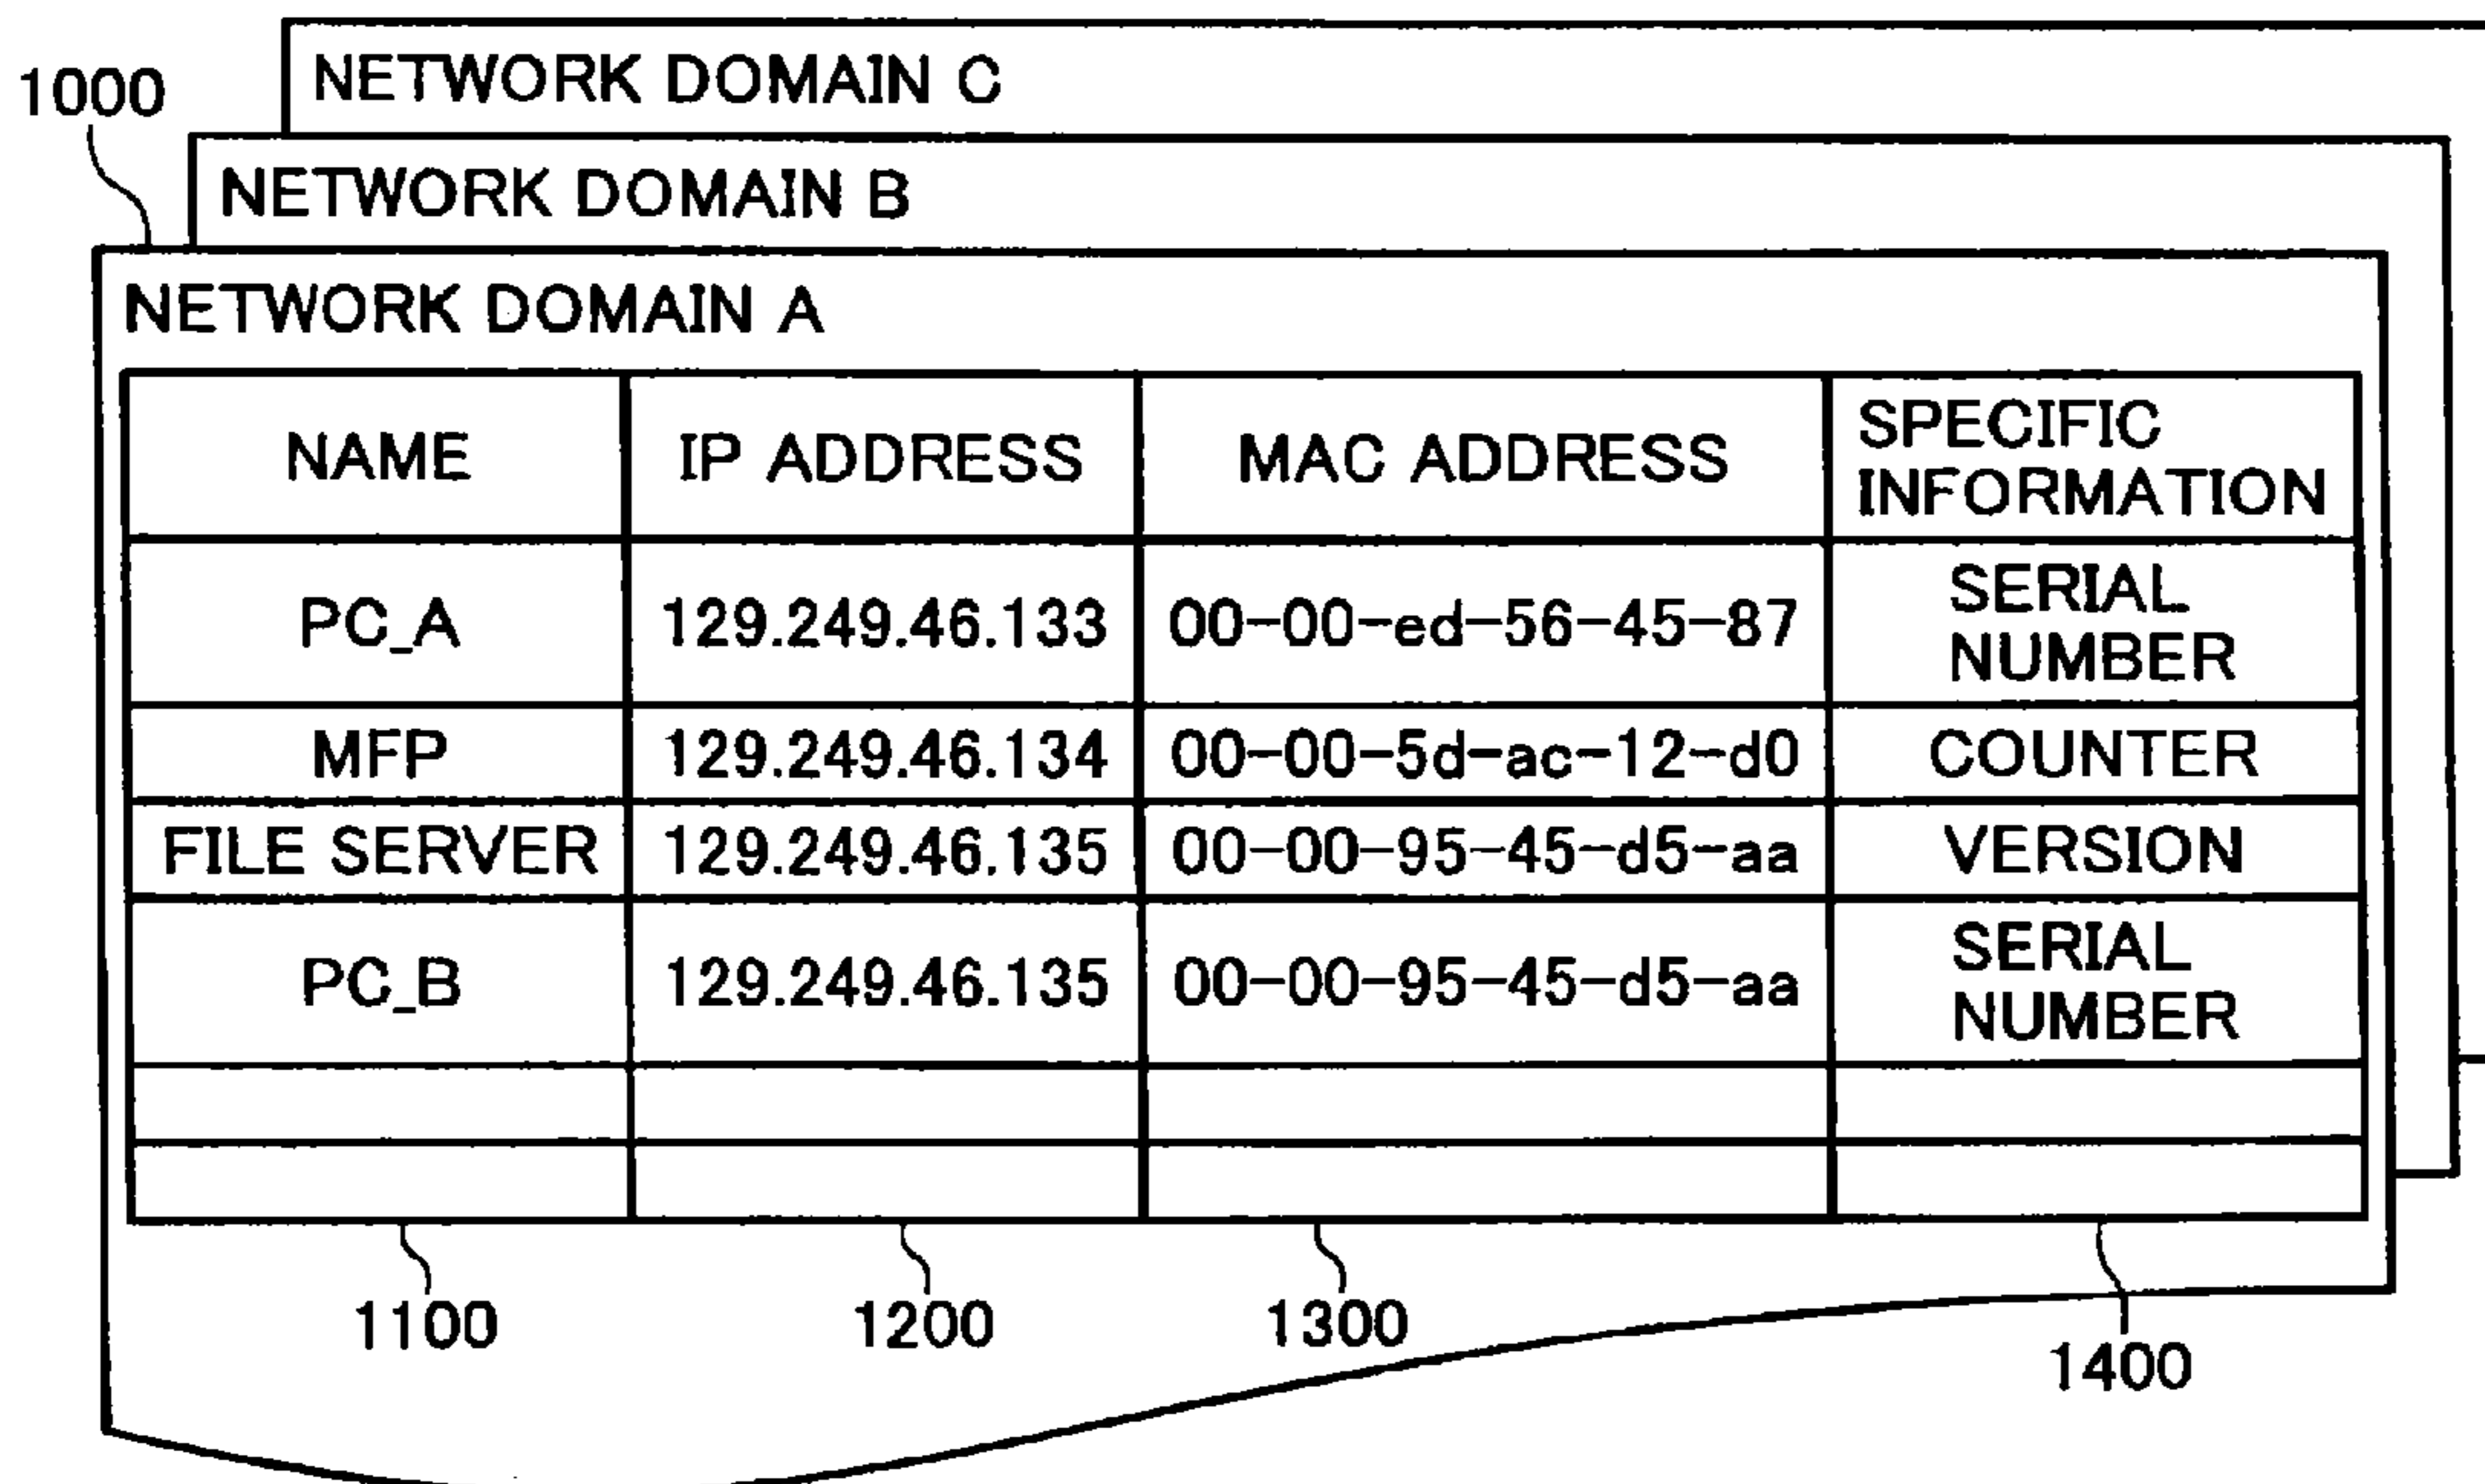 NETWORK DOMAIN C
1000
NETWORK DOMAIN B
NETWORK DOMAIN A
NAME IP ADDRESS MAC ADDRESS SPECIFIC
INFORMATION
PC_A 129.249.46.133 00-00-ed-56-45-87 SERIAL
NUMBER
MFP 129.249.46.134 00-00-5d-ac-12-d0 COUNTER
FILE SERVER 129.249.46.135 00-00-95-45-d5-aa VERSION
PC_B 129.249.46.135 00-00-95-45-d5-aa SERIAL
NUMBER
1100 1200 1300
1400